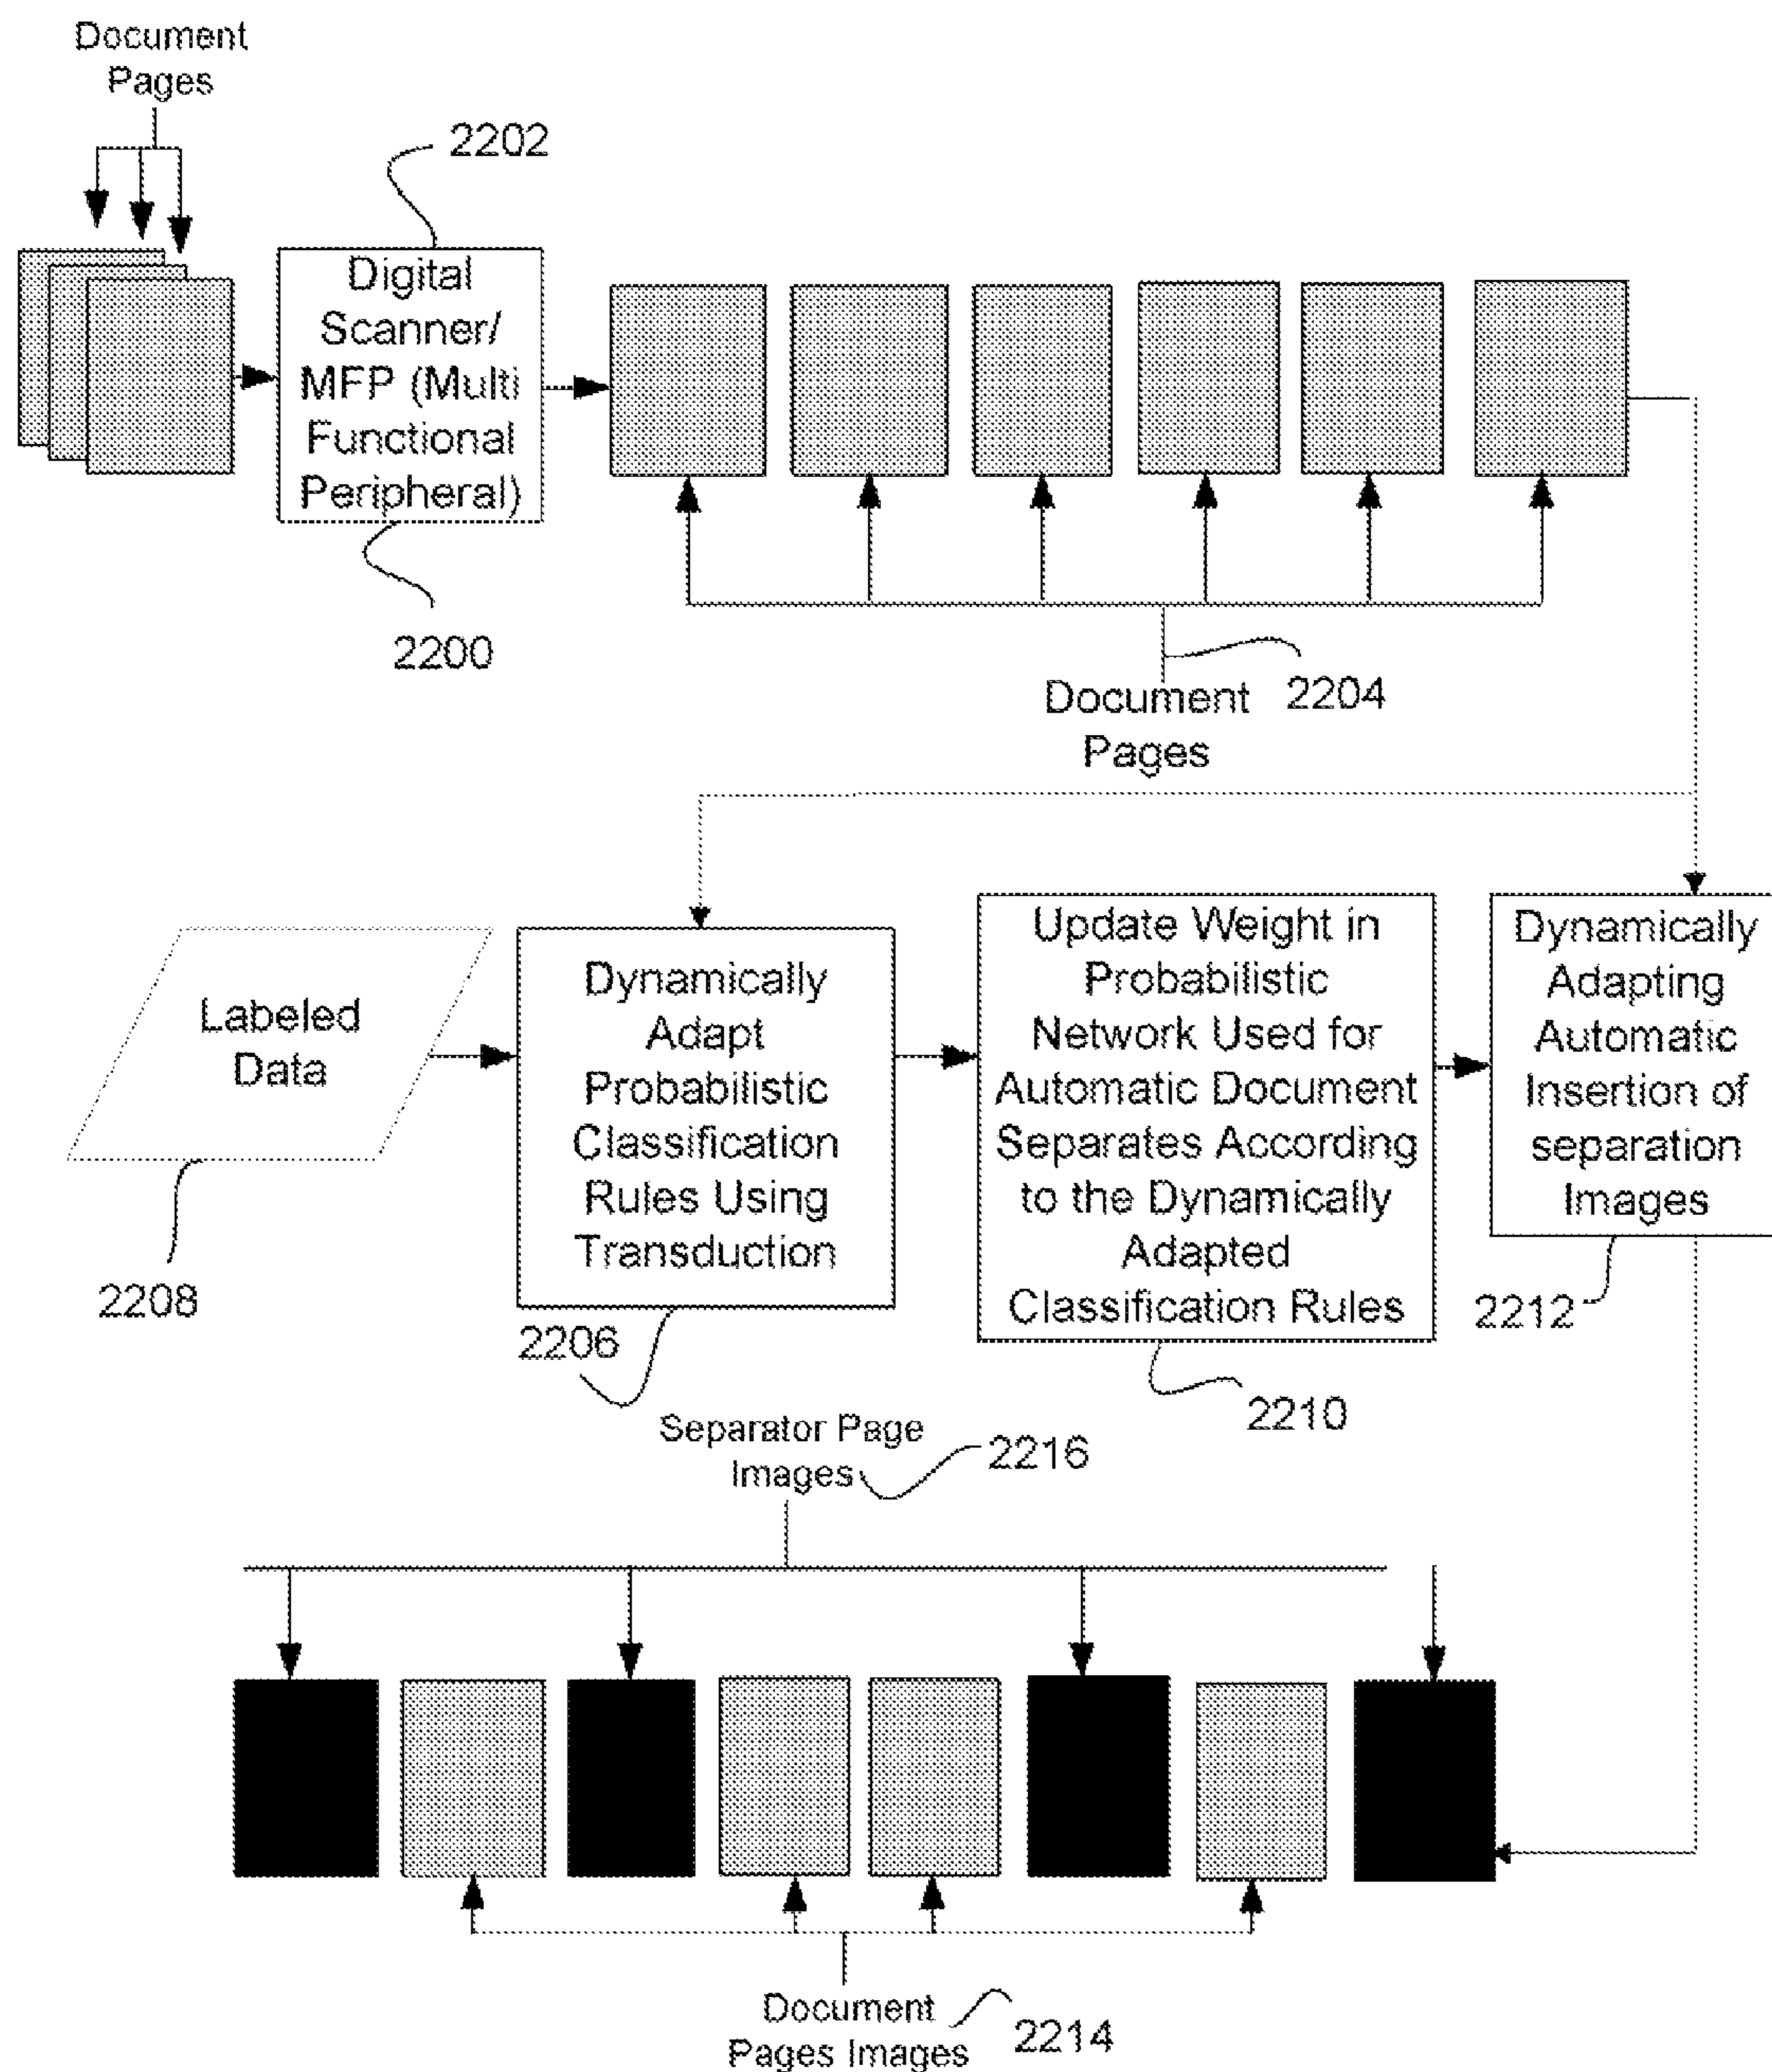 Document
Pages
2202
Digital
Scanner/
MFP (Multi
Functional
Peripheral)
2200
2204
Document
Pages
Labeled
Data
2208
Dynamically
Adapt
Probabilistic
Classification
Rules Using
Transduction
2206
Update Weight in
Probabilistic
Network Used for
Automatic Document
Separates According
to the Dynamically
Adapted
Classification Rules
2210
Dynamically
Adapting
Automatic
Insertion of
separation
Images
2212
Separator Page
Images
2216
Document
Pages Images
2214